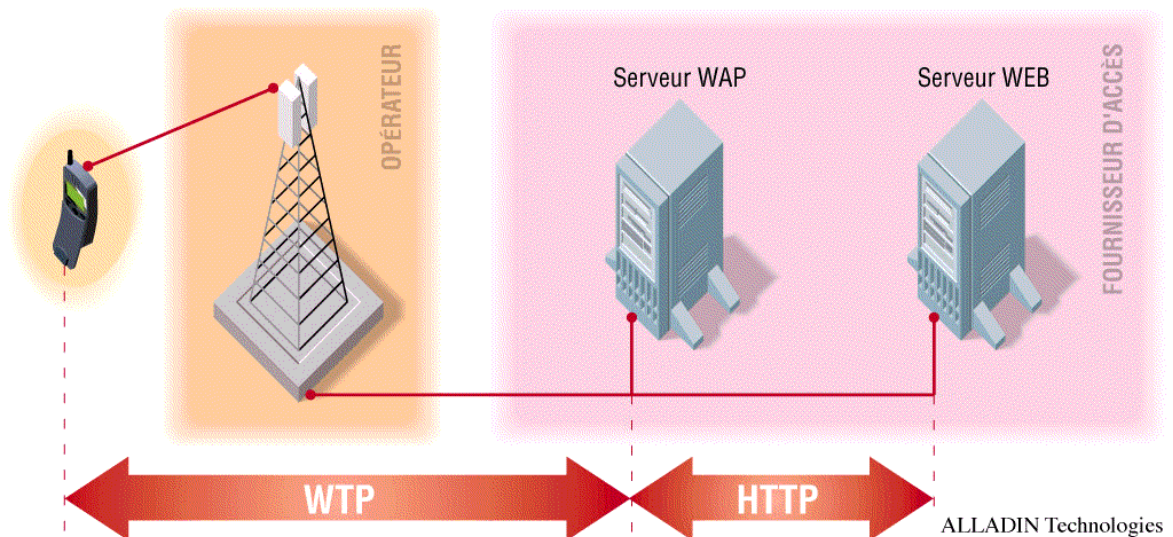 OPÉRATEUR
Serveur WAP
Serveur WEB
FOURNISSEUR D'ACCÈS
WTP
HTTP
ALLADIN Technologies